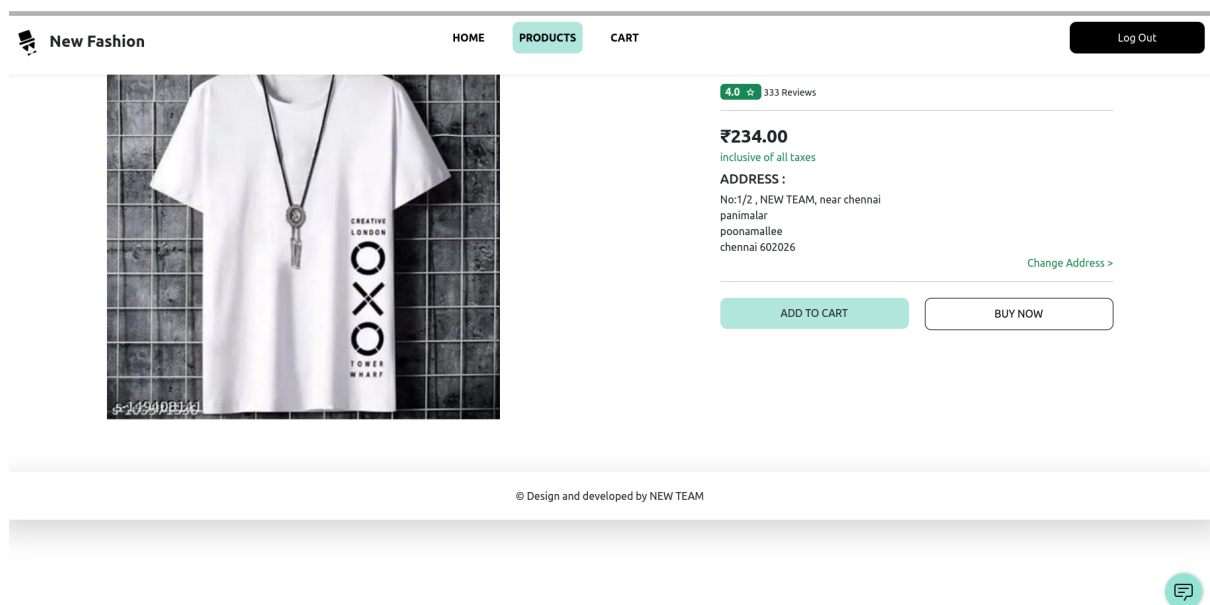 New Fashion
HOME
PRODUCTS
CART
Log Out
4.0 ☆ 333 Reviews
₹234.00
inclusive of all taxes
ADDRESS :
No:1/2 , NEW TEAM, near chennai
panimalar
poonamallee
chennai 602026
Change Address >
ADD TO CART
BUY NOW
CREATIVE
LONDON
OXO
TOWER
WHARF
© Design and developed by NEW TEAM